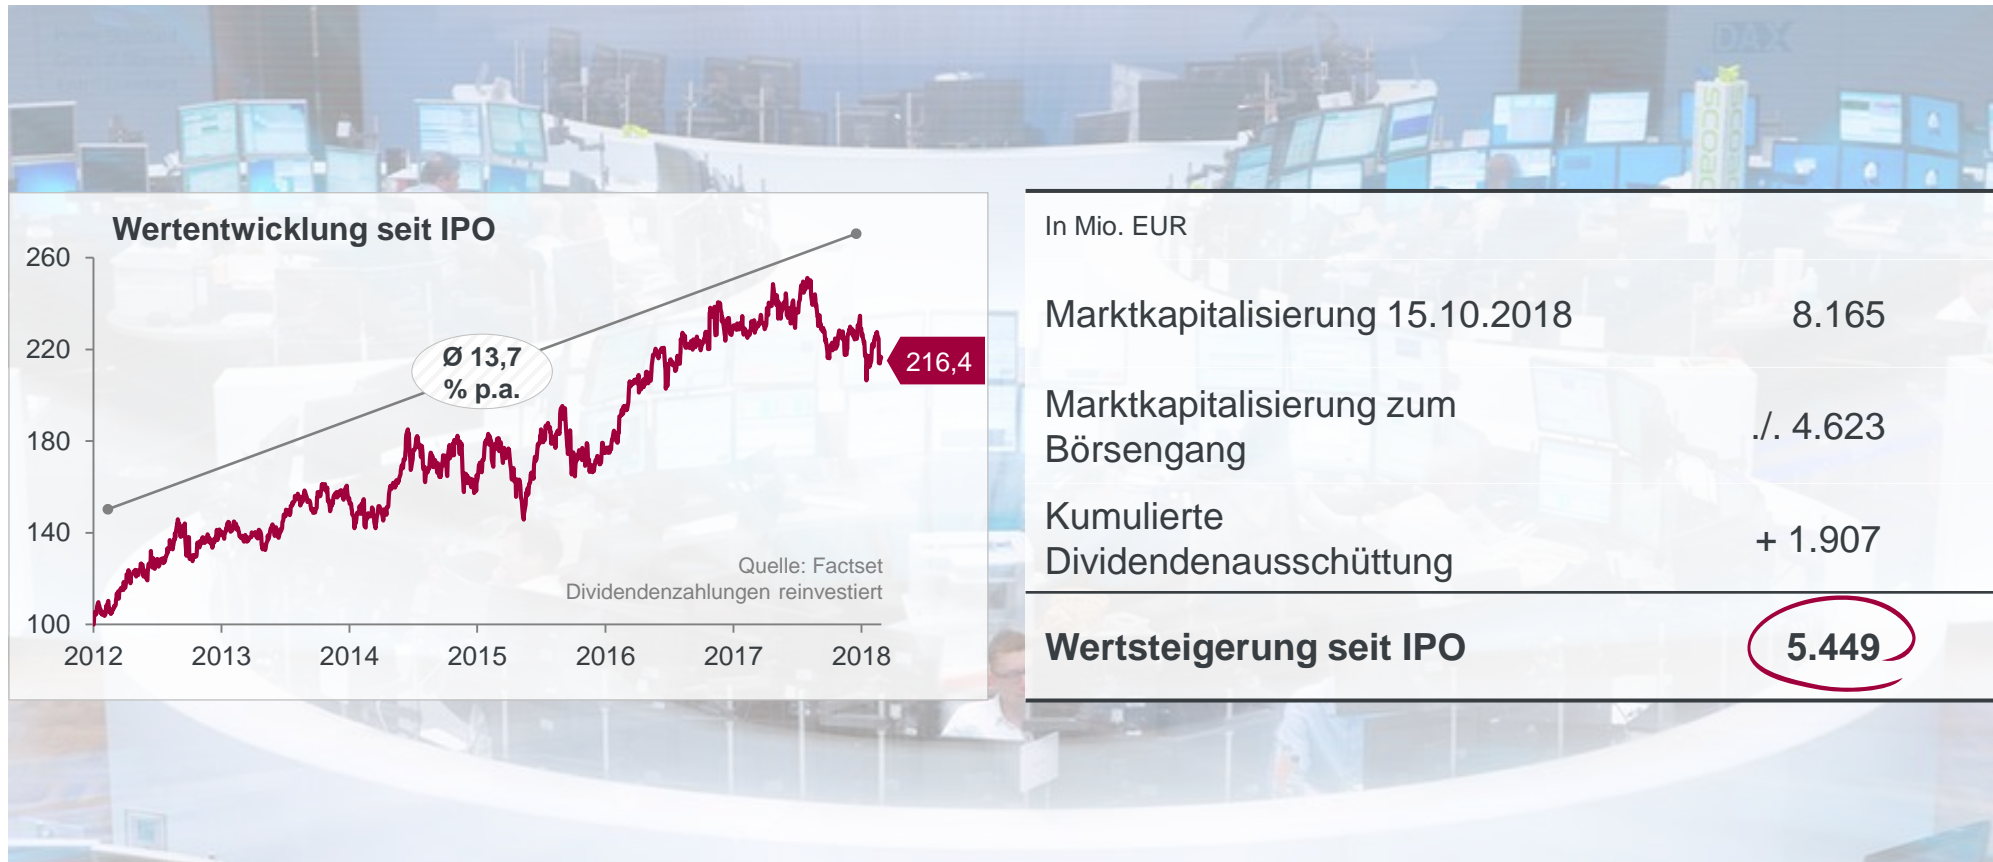 DAX
Wertentwicklung seit IPO
260
220
180
140
100
Ø 13,7
% p.a.
216,4
Quelle: Factset
Dividendenzahlungen reinvestiert
2012 2013 2014 2015 2016 2017 2018
In Mio. EUR
Marktkapitalisierung 15.10.2018 8.165
Marktkapitalisierung zum
Börsengang ./. 4.623
Kumulierte
Dividendenausschüttung + 1.907
Wertsteigerung seit IPO 5.449